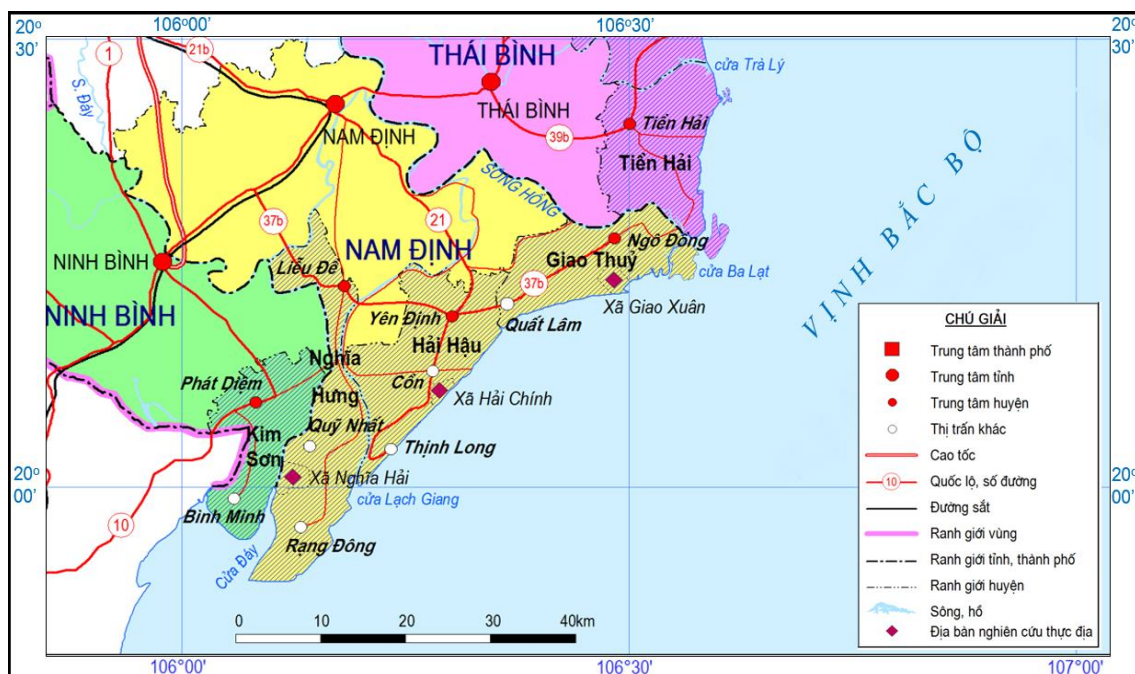 106°00'
106°30'
20°
30'
20°
30'
1
21b
S. Đáy
THÁI BÌNH
THÁI BÌNH
cửa Trà Lý
NAM ĐỊNH
39b
Tiền Hải
Tiền Hải
SÔNG HỒNG
VỊNH BẮC BỘ
37b
21
NAM ĐỊNH
Ngô Đồng
Giao Thuỷ
cửa Ba Lạt
NINH BÌNH
Liễu Đề
37b
Xã Giao Xuân
NINH BÌNH
Yên Định
Quất Lâm
Hải Hậu
Nghĩa
Hưng
Phát Diệm
Cồn
Xã Hải Chính
Kim
Sơn
Quỹ Nhất
Thịnh Long
Xã Nghĩa Hải
20°
00'
20°
00'
cửa Lạch Giang
Bình Minh
10
Rạng Đông
Cửa Đáy
0 10 20 30 40km
CHÚ GIẢI
Trung tâm thành phố
Trung tâm tỉnh
Trung tâm huyện
Thị trấn khác
Cao tốc
10 Quốc lộ, số đường
Đường sắt
Ranh giới vùng
Ranh giới tỉnh, thành phố
Ranh giới huyện
Sông, hồ
Địa bàn nghiên cứu thực địa
106°00'
106°30'
107°00'